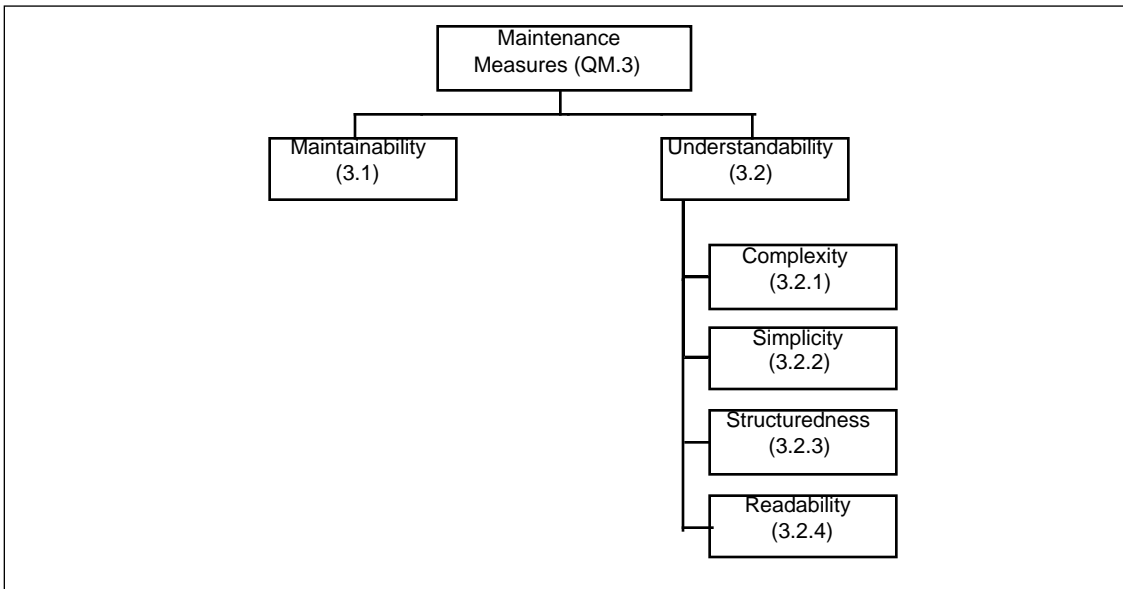 Maintenance
Measures (QM.3)
Maintainability
(3.1)
Understandability
(3.2)
Complexity
(3.2.1)
Simplicity
(3.2.2)
Structuredness
(3.2.3)
Readability
(3.2.4)